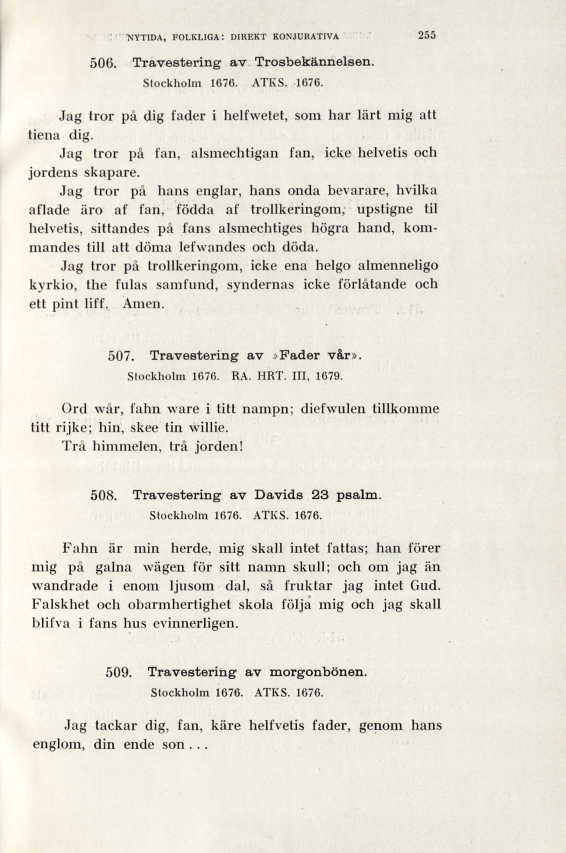 NYTIDA, FOLKLIGA: DIREKT KONJURATIVA 255
506. Travestering av Trosbekännelsen.
Stockholm 1676. ATKS. 1676.
Jag tror på dig fader i helfwetet, som har lärt mig att
tiena dig.
Jag tror på fan, alsmechtigan fan, icke helvetis och
jordens skapare.
Jag tror på hans englar, hans onda bevarare, hvilka
aflade äro af fan, födda af trollkeringom, upstigne til
helvetis, sittandes på fans alsmechtiges högra hand, kom-
mandes till att döma lefwandes och döda.
Jag tror på trollkeringom, icke ena helgo almenneligo
kyrkio, the fulas samfund, syndernas icke förlåtande och
ett pint liff. Amen.
507. Travestering av »Fader vår».
Stockholm 1676. RA. HRT. III, 1679.
Ord wår, fahn ware i titt nampn; diefwulen tillkomme
titt rijke; hin, skee tin willie.
Trå himmelen, trå jorden!
508. Travestering av Davids 23 psalm.
Stockholm 1676. ATKS. 1676.
Fahn är min herde, mig skall intet fattas; han förer
mig på galna wägen för sitt namn skull; och om jag än
wandrade i enom ljusom dal, så fruktar jag intet Gud.
Falskhet och obarmhertighet skola följa mig och jag skall
blifva i fans hus evinnerligen.
509. Travestering av morgonbönen.
Stockholm 1676. ATKS. 1676.
Jag tackar dig, fan, käre helfvetis fader, genom hans
englom, din ende son . . .